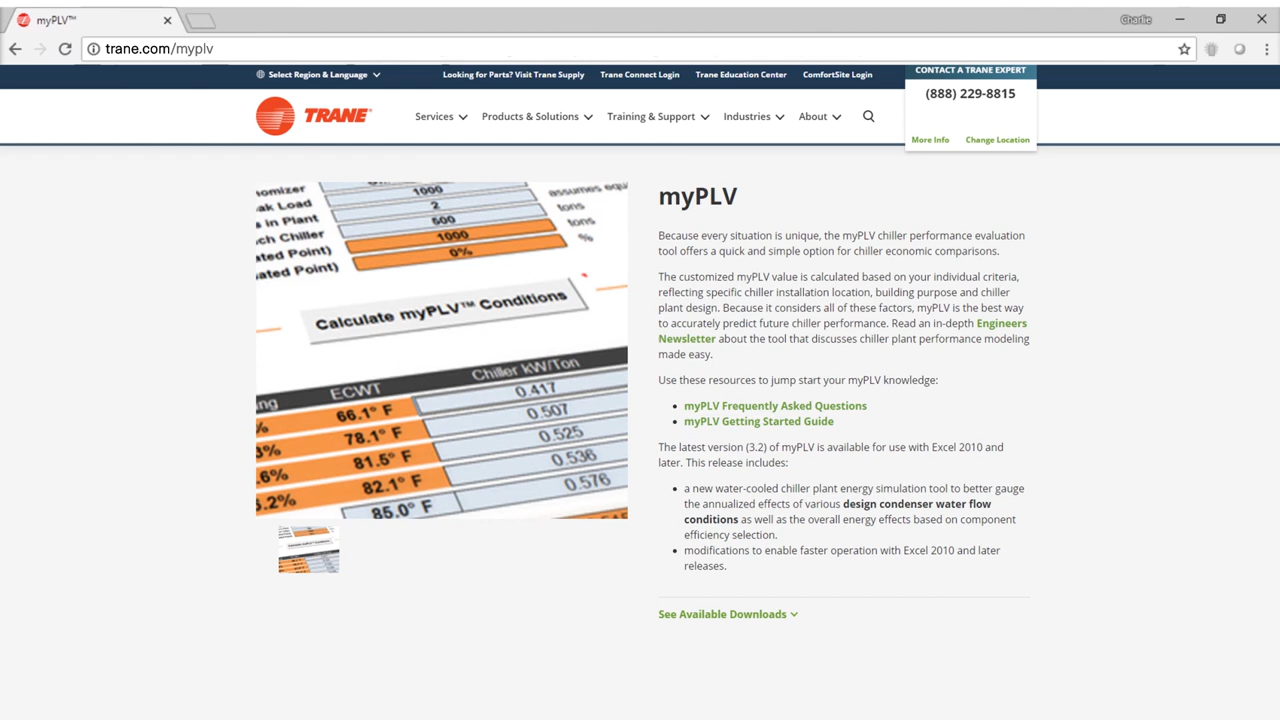 myPLV™
Charlie
trane.com/myplv
Select Region & Language
Looking for Parts? Visit Trane Supply
Trane Connect Login
Trane Education Center
ComfortSite Login
CONTACT A TRANE EXPERT
(888) 229-8815
More Info
Change Location
TRANE®
Services
Products & Solutions
Training & Support
Industries
About
1000
assumes equ
eak Load
2
tons
s in Plant
500
tons
ch Chiller
1000
%
ated Point)
0%
ated Point)
Calculate myPLV™ Conditions
ECWT
Chiller kW/Ton
66.1° F
0.417
78.1° F
0.507
81.5° F
0.525
82.1° F
0.536
85.0° F
0.576
myPLV
Because every situation is unique, the myPLV chiller performance evaluation
tool offers a quick and simple option for chiller economic comparisons.
The customized myPLV value is calculated based on your individual criteria,
reflecting specific chiller installation location, building purpose and chiller
plant design. Because it considers all of these factors, myPLV is the best way
to accurately predict future chiller performance. Read an in-depth Engineers
Newsletter about the tool that discusses chiller plant performance modeling
made easy.
Use these resources to jump start your myPLV knowledge:
• myPLV Frequently Asked Questions
• myPLV Getting Started Guide
The latest version (3.2) of myPLV is available for use with Excel 2010 and
later. This release includes:
• a new water-cooled chiller plant energy simulation tool to better gauge
the annualized effects of various design condenser water flow
conditions as well as the overall energy effects based on component
efficiency selection.
• modifications to enable faster operation with Excel 2010 and later
releases.
See Available Downloads